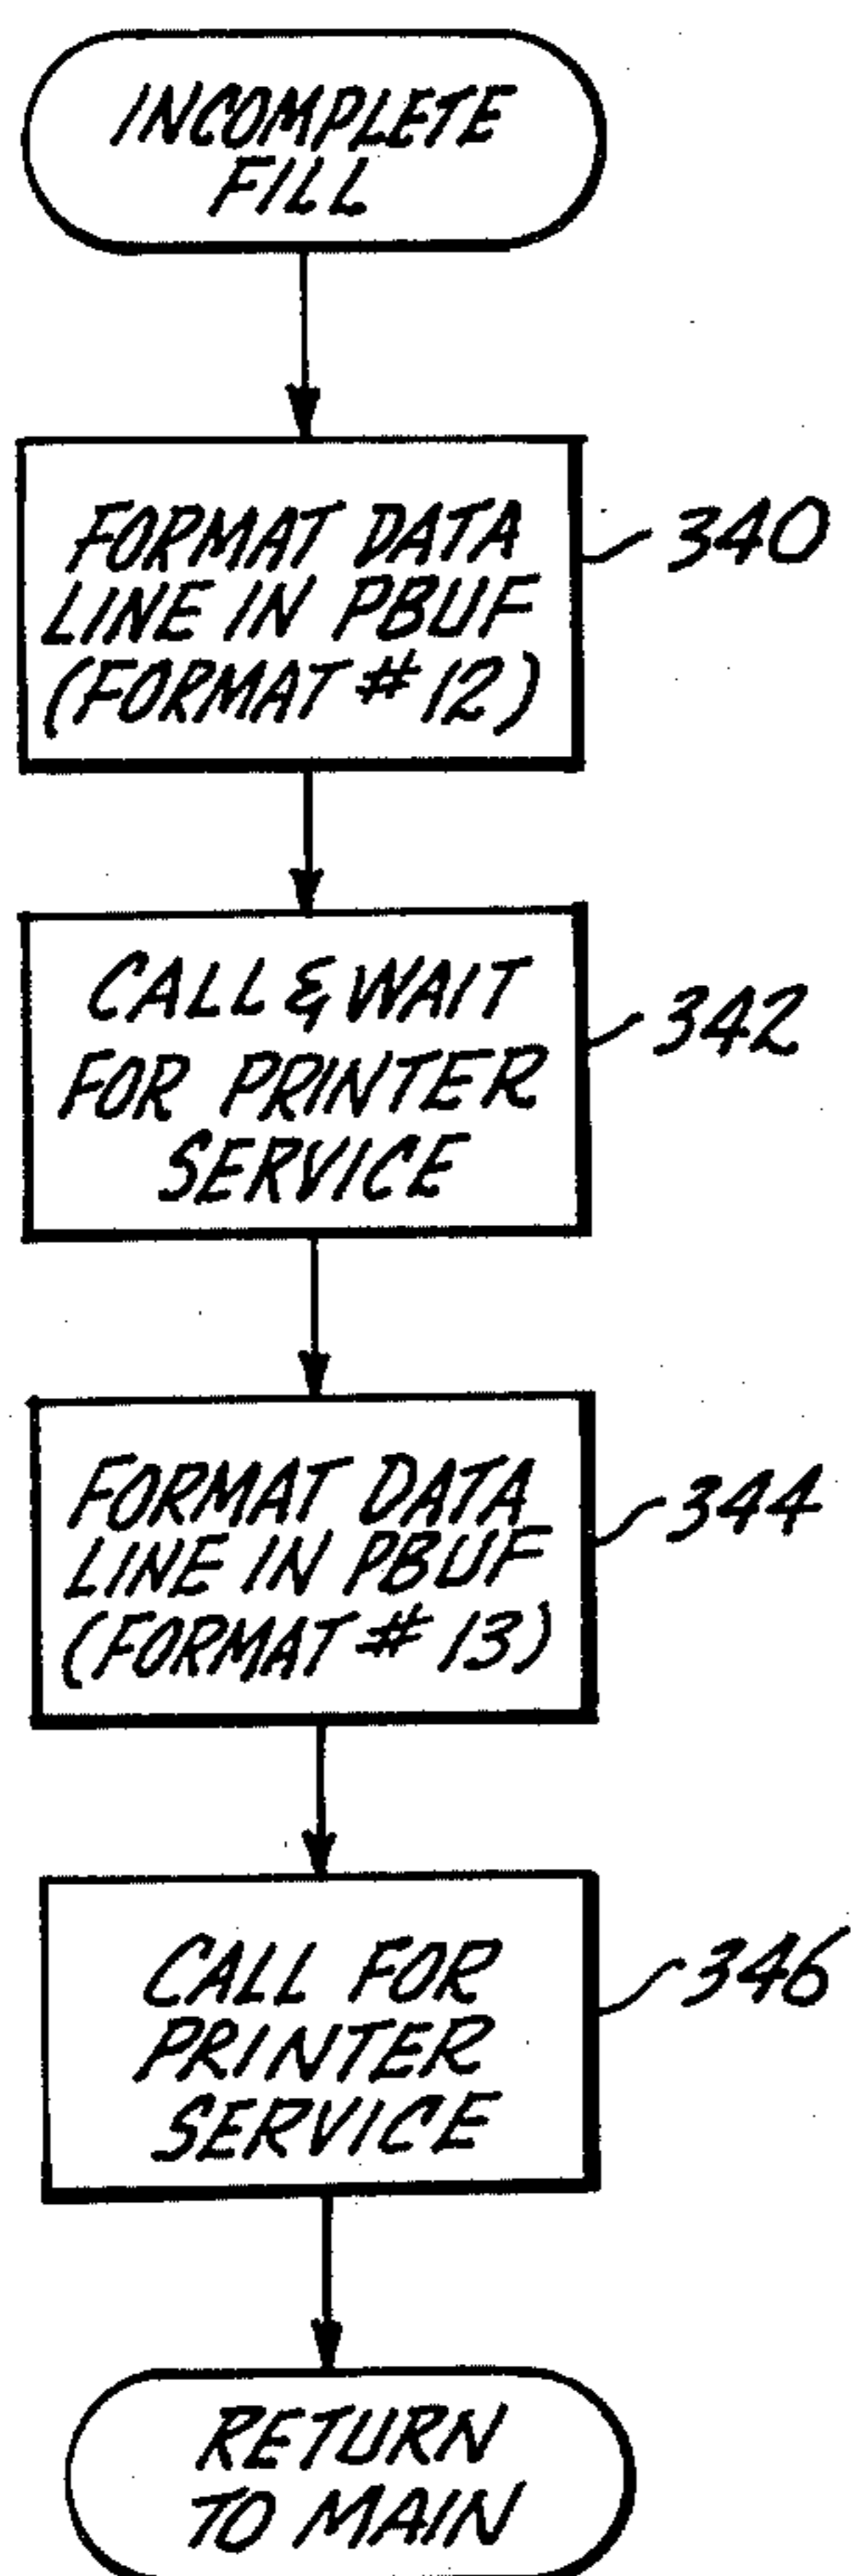 INCOMPLETE
FILL
FORMAT DATA
LINE IN PBUF
(FORMAT # 12)
340
CALL & WAIT
FOR PRINTER
SERVICE
342
FORMAT DATA
LINE IN PBUF
(FORMAT # 13)
344
CALL FOR
PRINTER
SERVICE
346
RETURN
TO MAIN